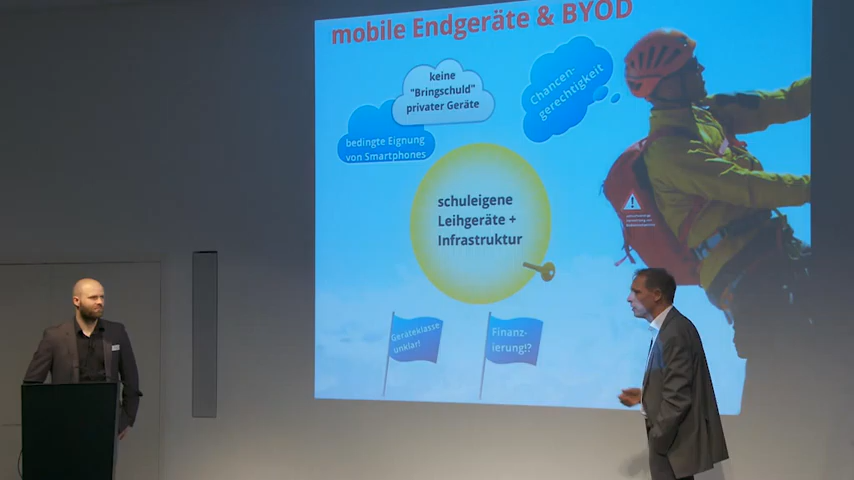 mobile Endgeräte & BYOD
keine
"Bringschuld"
privater Geräte
Chancen-
gerechtigkeit
bedingte Eignung
von Smartphones
schuleigene
Leihgeräte +
Infrastruktur
Geräteklasse
unklar!
Finanz-
ierung!?